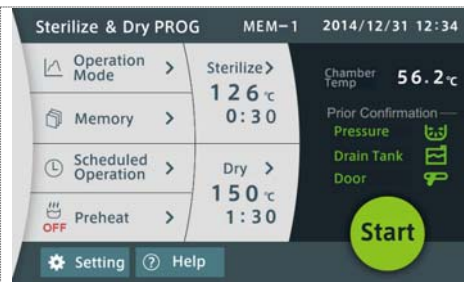 Sterilize & Dry PROG MEM-1 2014/12/31 12:34
Operation
Mode >
Memory >
Scheduled
Operation >
OFF Preheat >
Sterilize>
126℃
0:30
Dry >
150℃
1:30
Chamber
Temp 56.2℃
Prior Confirmation
Pressure
Drain Tank
Door
Start
Setting ? Help